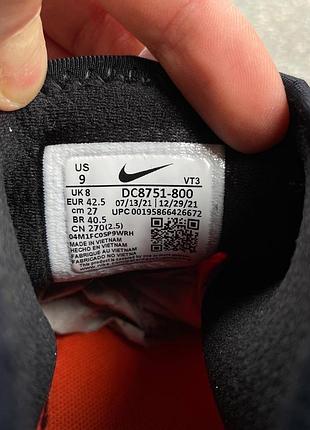 US
9
VT3
UK 8
DC8751-800
EUR 42.5
07/13/21
12/29/21
cm 27
UPC 00195866426672
BR 40.5
CN 270(2.5)
04M1FC0SP9WRH
MADE IN VIETNAM
HECHO EN VIETNAM
FABRIQUE AU VIETNAM
FABRICADO NO VIETNAM